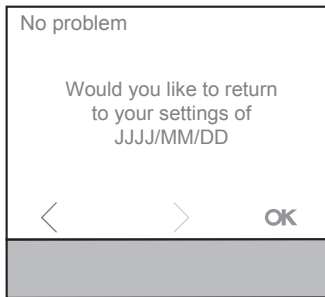 No problem
Would you like to return
to your settings of
JJJJ/MM/DD
OK